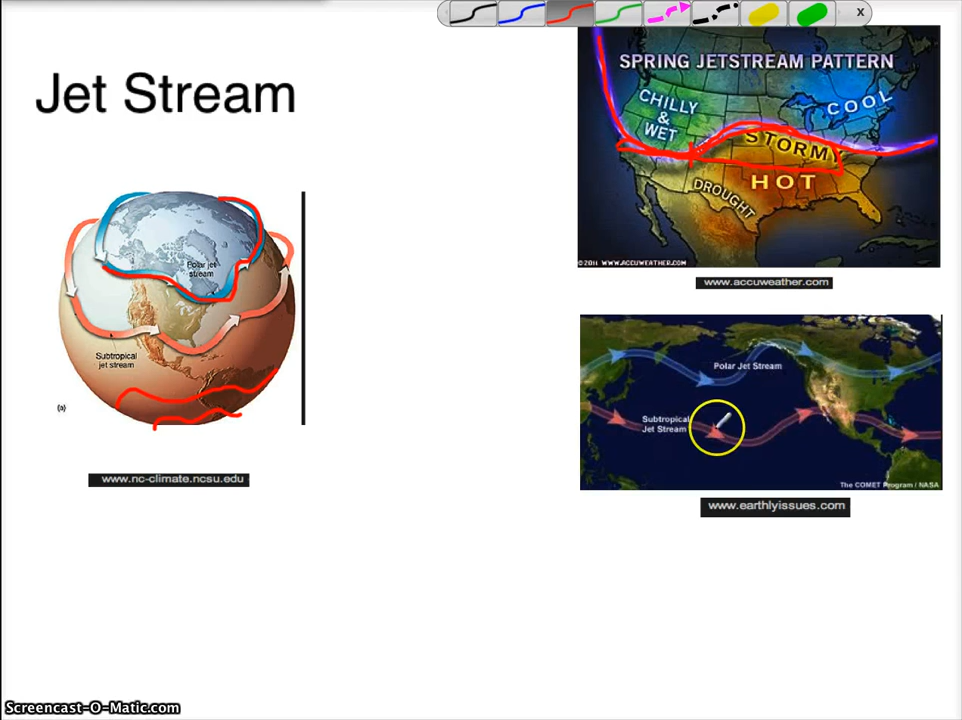 x
SPRING JETSTREAM PATTERN
CHILLY
&
WET
COOL
STORMY
HOT
DROUGHT
©2011 WWW.ACCUWEATHER.COM
www.accuweather.com
Jet Stream
Polar jet
stream
Subtropical
jet stream
(a)
www.nc-climate.ncsu.edu
Polar Jet Stream
Subtropical
Jet Stream
The COMET Program / NASA
www.earthlyissues.com
Screencast-O-Matic.com